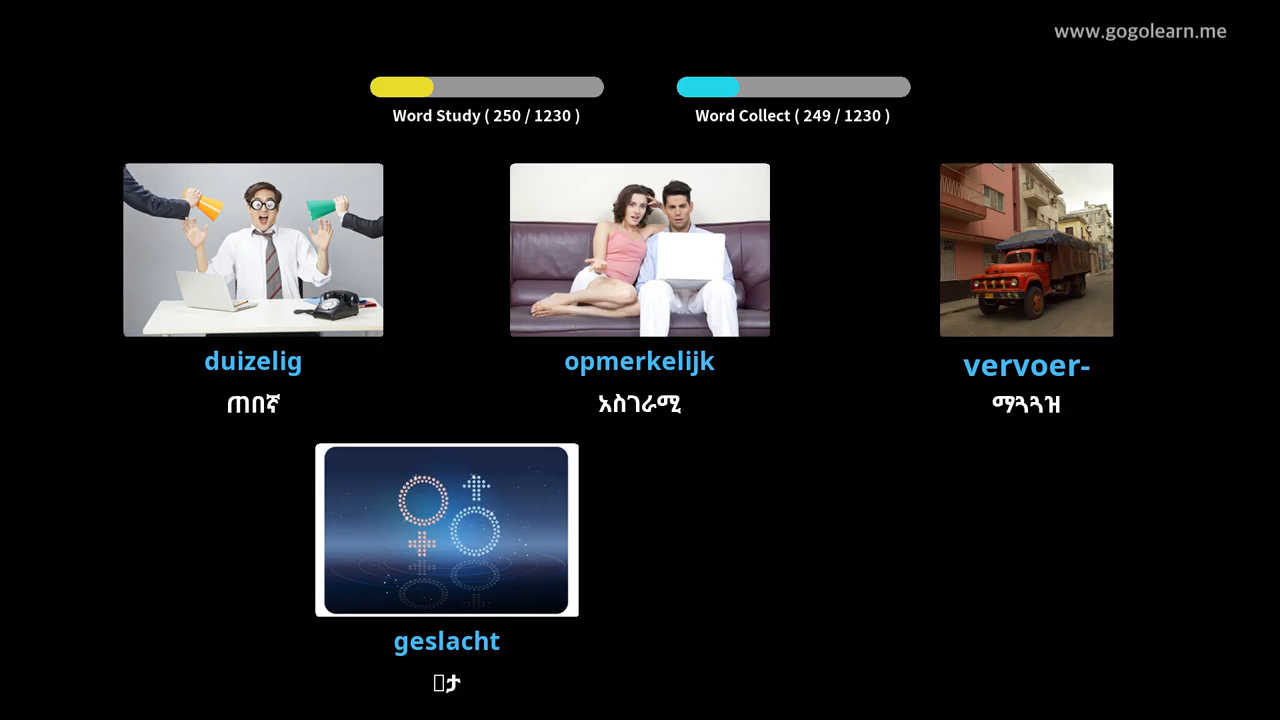 www.gogolearn.me
Word Study ( 250 / 1230 )
Word Collect ( 249 / 1230 )
duizelig
opmerkelijk
vervoer-
ጠበኛ
አስገራሚ
ማጓጓዝ
geslacht